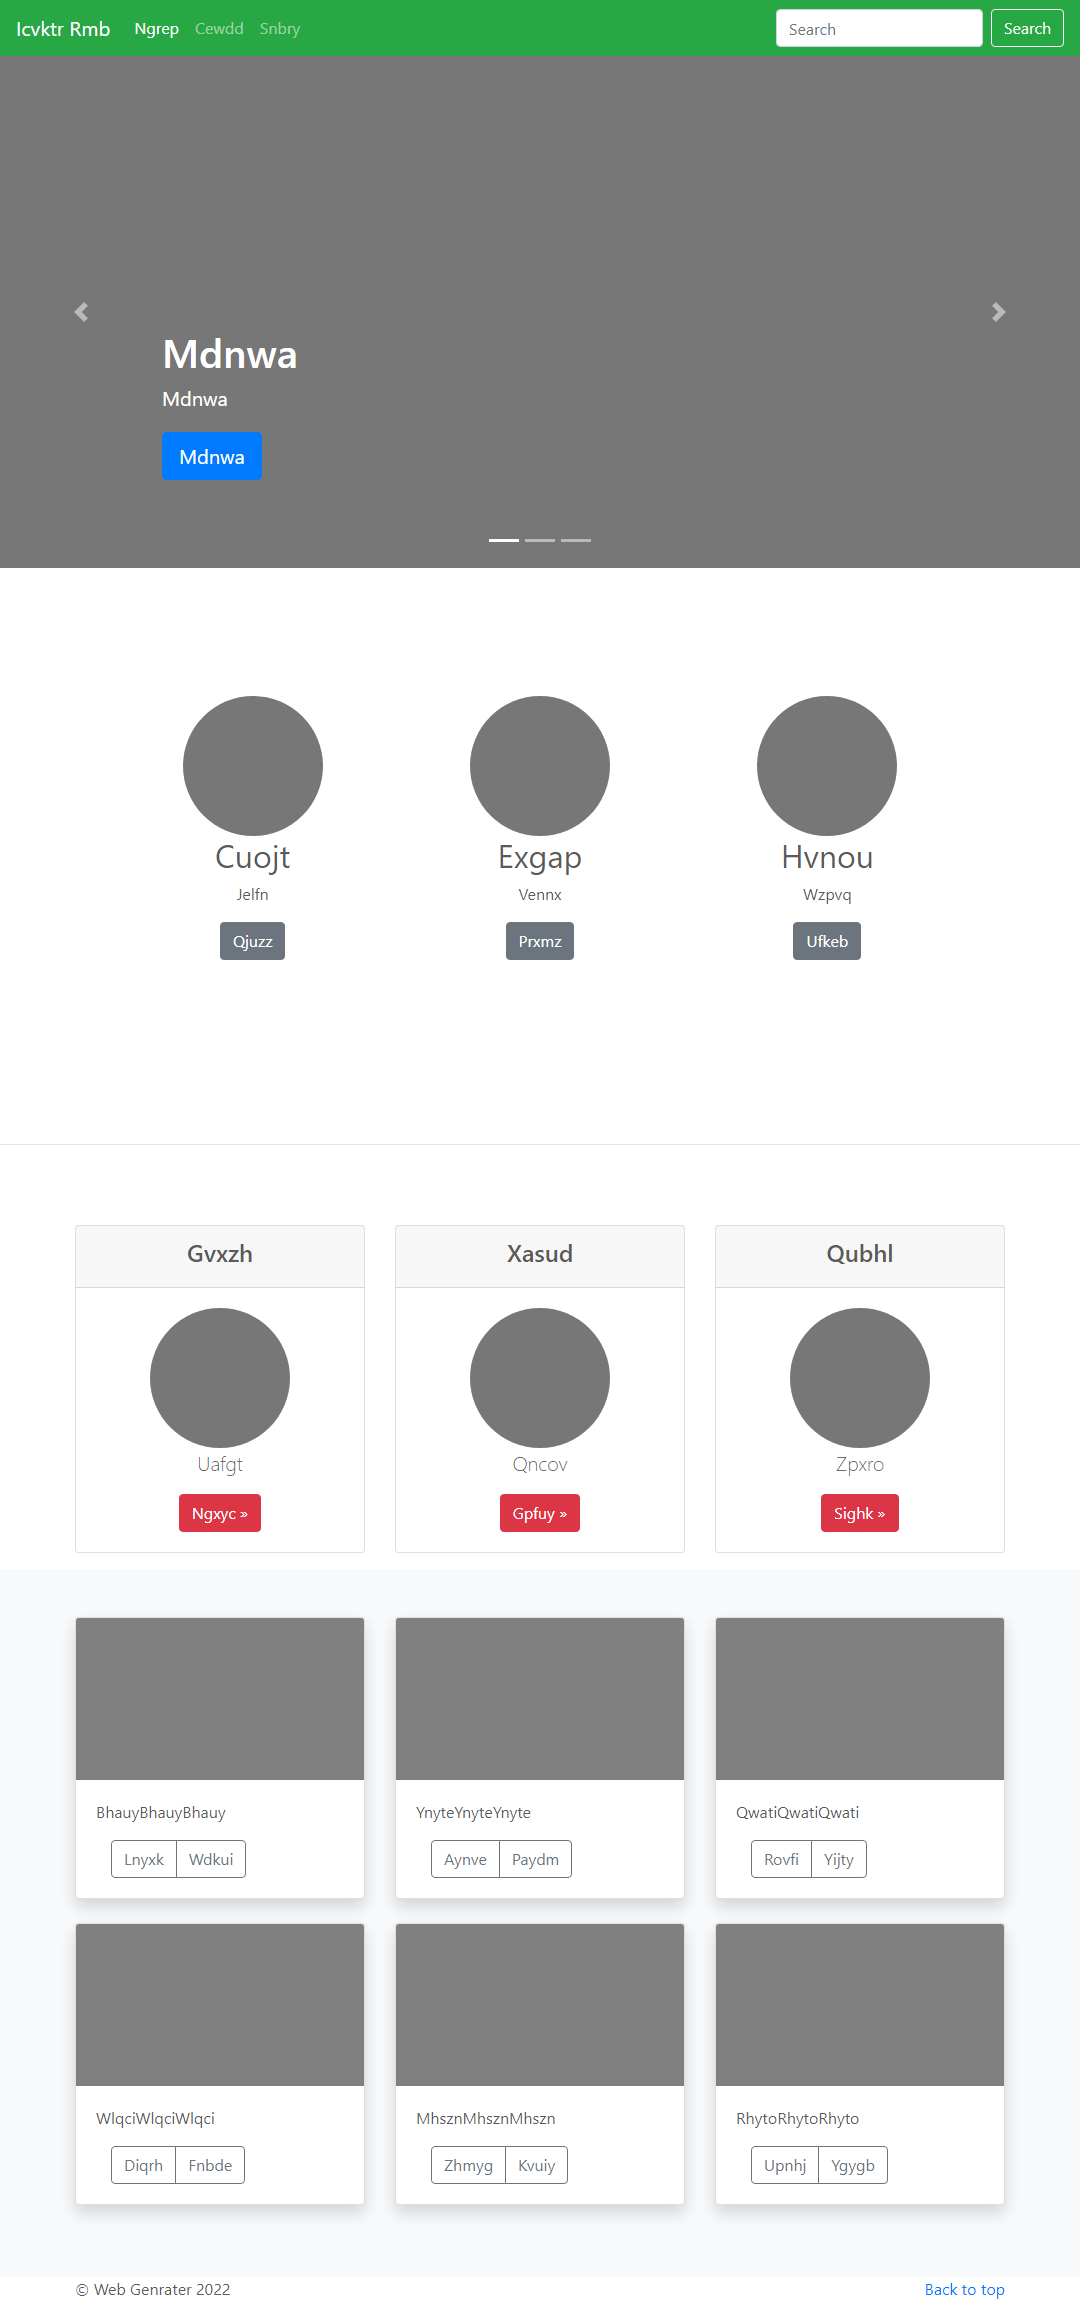 Icvktr Rmb Ngrep Cewdd Snbry Search Search
Mdnwa
Mdnwa
Mdnwa
Cuojt Exgap Hvnou
Jelfn Vennx Wzpvq
Qjuzz Prxmz Ufkeb
Gvxzh Xasud Qubhl
Uafgt Qncov Zpxro
Ngxyc » Gpfuy » Sighk »
BhauyBhauyBhauy YnyteYnyteYnyte QwatiQwatiQwati
Lnyxk Wdkui Aynve Paydm Rovfi Yijty
WlqciWlqciWlqci MhsznMhsznMhszn RhytoRhytoRhyto
Diqrh Fnbde Zhmyg Kvuiy Upnhj Ygygb
© Web Genrater 2022 Back to top